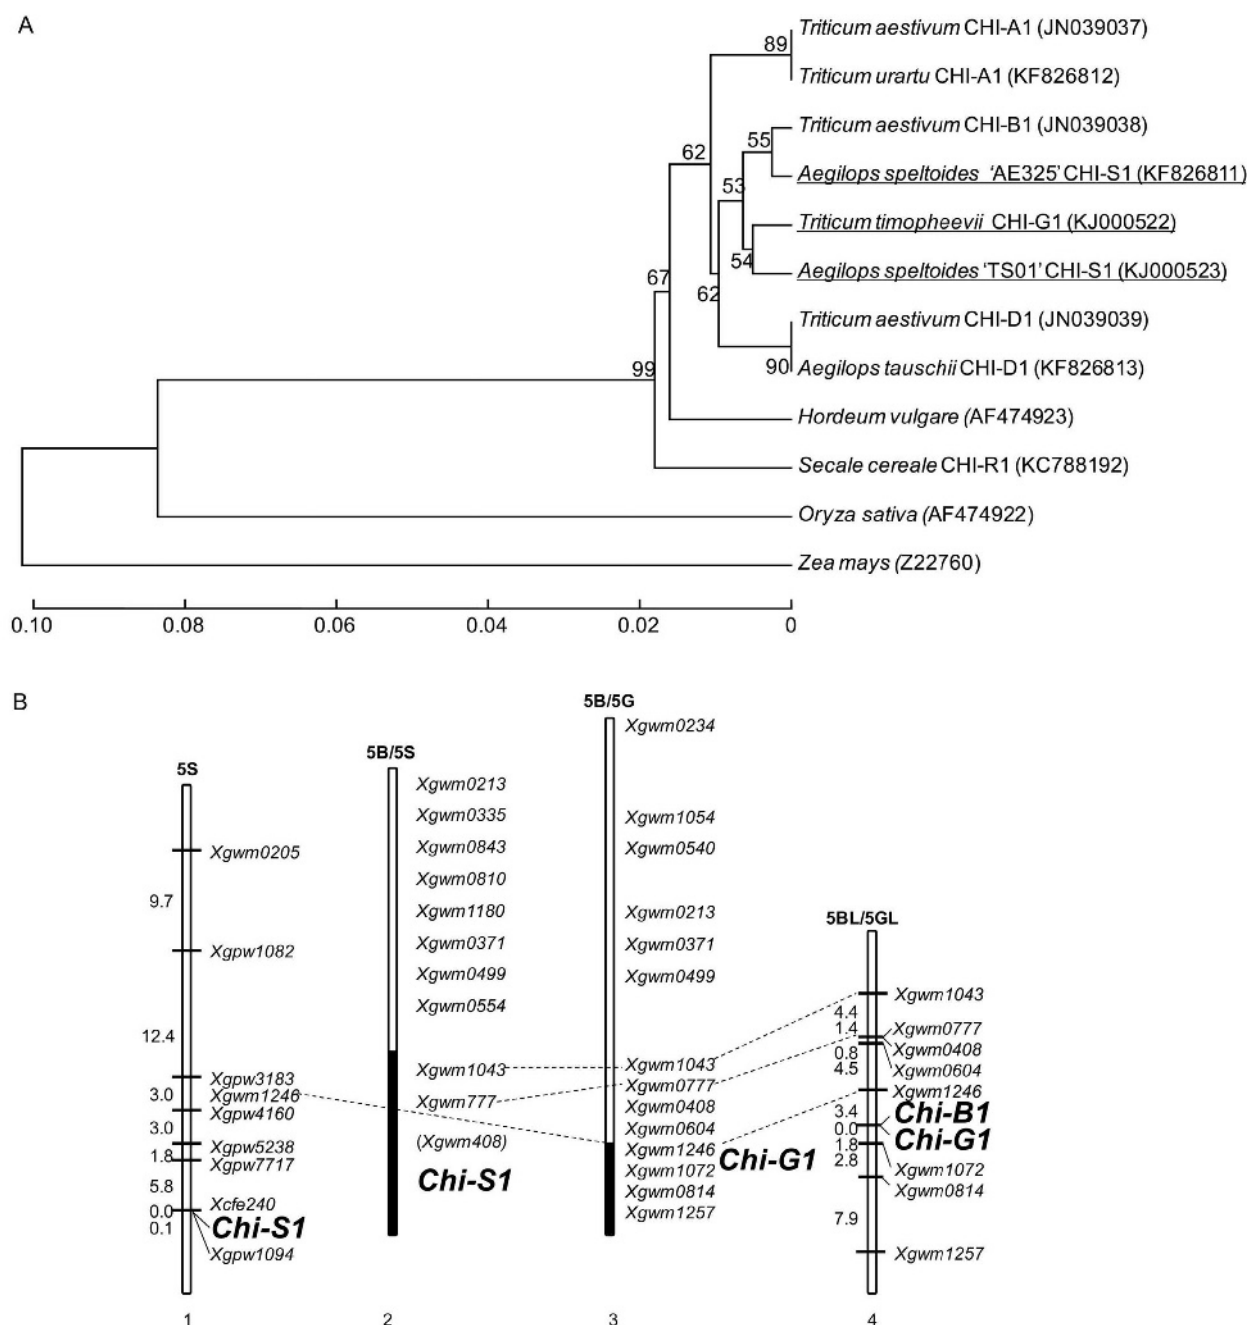 A
Triticum aestivum CHI-A1 (JN039037)
89
Triticum urartu CHI-A1 (KF826812)
Triticum aestivum CHI-B1 (JN039038)
55
62
Aegilops speltoides 'AE325' CHI-S1 (KF826811)
53
Triticum timopheevii CHI-G1 (KJ000522)
54
Aegilops speltoides 'TS01' CHI-S1 (KJ000523)
67
62
Triticum aestivum CHI-D1 (JN039039)
99
90
Aegilops tauschii CHI-D1 (KF826813)
Hordeum vulgare (AF474923)
Secale cereale CHI-R1 (KC788192)
Oryza sativa (AF474922)
Zea mays (Z22760)
0.10 0.08 0.06 0.04 0.02 0
B
5S
Xgwm0205
9.7
Xgpw1082
12.4
Xgpw3183
3.0
Xgwm1246
Xgpw4160
3.0
Xgpw5238
1.8
Xgpw7717
5.8
Xcfe240
0.0
Chi-S1
0.1
Xgpw1094
1
5B/5S
Xgwm0213
Xgwm0335
Xgwm0843
Xgwm0810
Xgwm1180
Xgwm0371
Xgwm0499
Xgwm0554
Xgwm1043
Xgwm777
(Xgwm408)
Chi-S1
2
5B/5G
Xgwm0234
Xgwm1054
Xgwm0540
Xgwm0213
Xgwm0371
Xgwm0499
Xgwm1043
Xgwm0777
Xgwm0408
Xgwm0604
Xgwm1246
Chi-G1
Xgwm1072
Xgwm0814
Xgwm1257
3
5BL/5GL
Xgwm1043
4.4
1.4
Xgwm0777
0.8
Xgwm0408
4.5
Xgwm0604
Xgwm1246
3.4
Chi-B1
0.0
Chi-G1
1.8
2.8
Xgwm1072
Xgwm0814
7.9
Xgwm1257
4